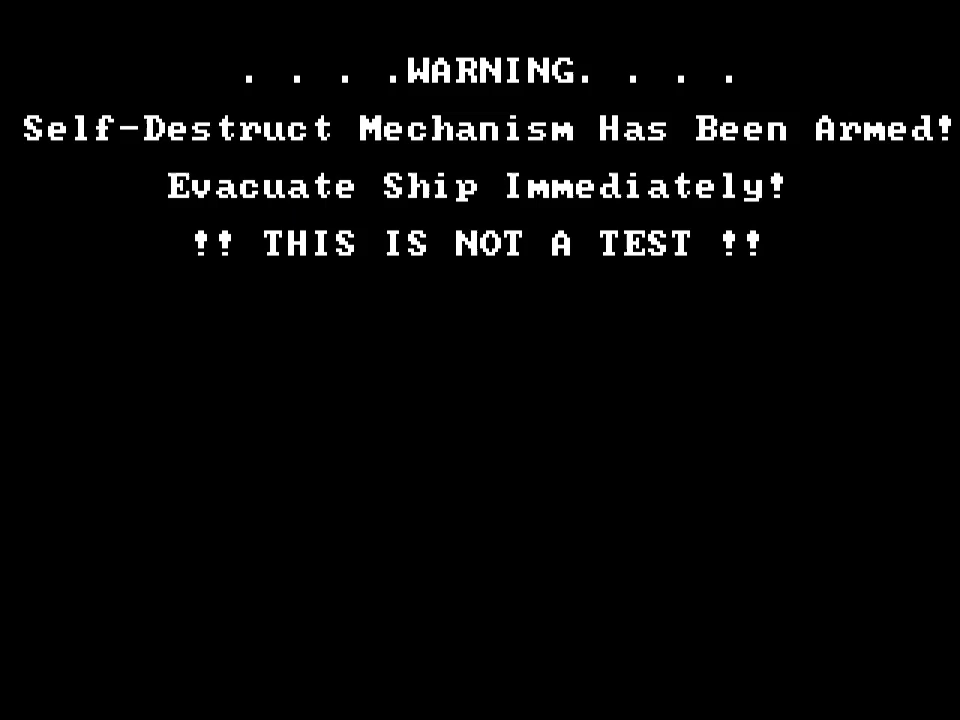 . . . .WARNING. . . .
Self-Destruct Mechanism Has Been Armed!
Evacuate Ship Immediately!
!! THIS IS NOT A TEST !!